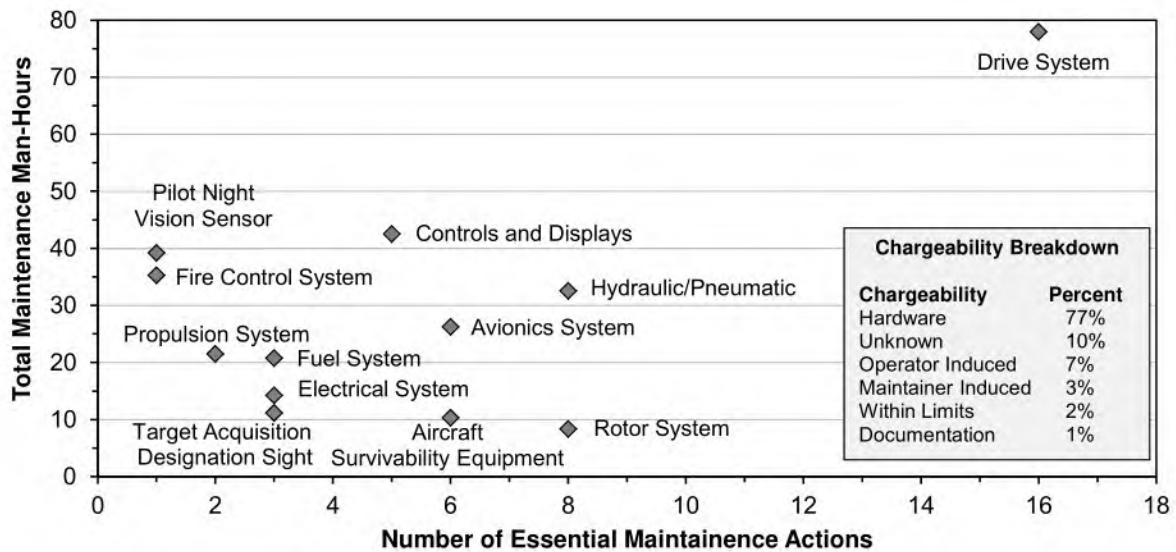 80
70
60
50
40
30
20
10
0
Total Maintenance Man-Hours
Drive System
Pilot Night
Vision Sensor
Controls and Displays
Fire Control System
Hydraulic/Pneumatic
Propulsion System
Avionics System
Fuel System
Electrical System
Target Acquisition
Designation Sight
Aircraft
Survivability Equipment
Rotor System
Chargeability Breakdown
Chargeability Percent
Hardware 77%
Unknown 10%
Operator Induced 7%
Maintainer Induced 3%
Within Limits 2%
Documentation 1%
0 2 4 6 8 10 12 14 16 18
Number of Essential Maintainence Actions